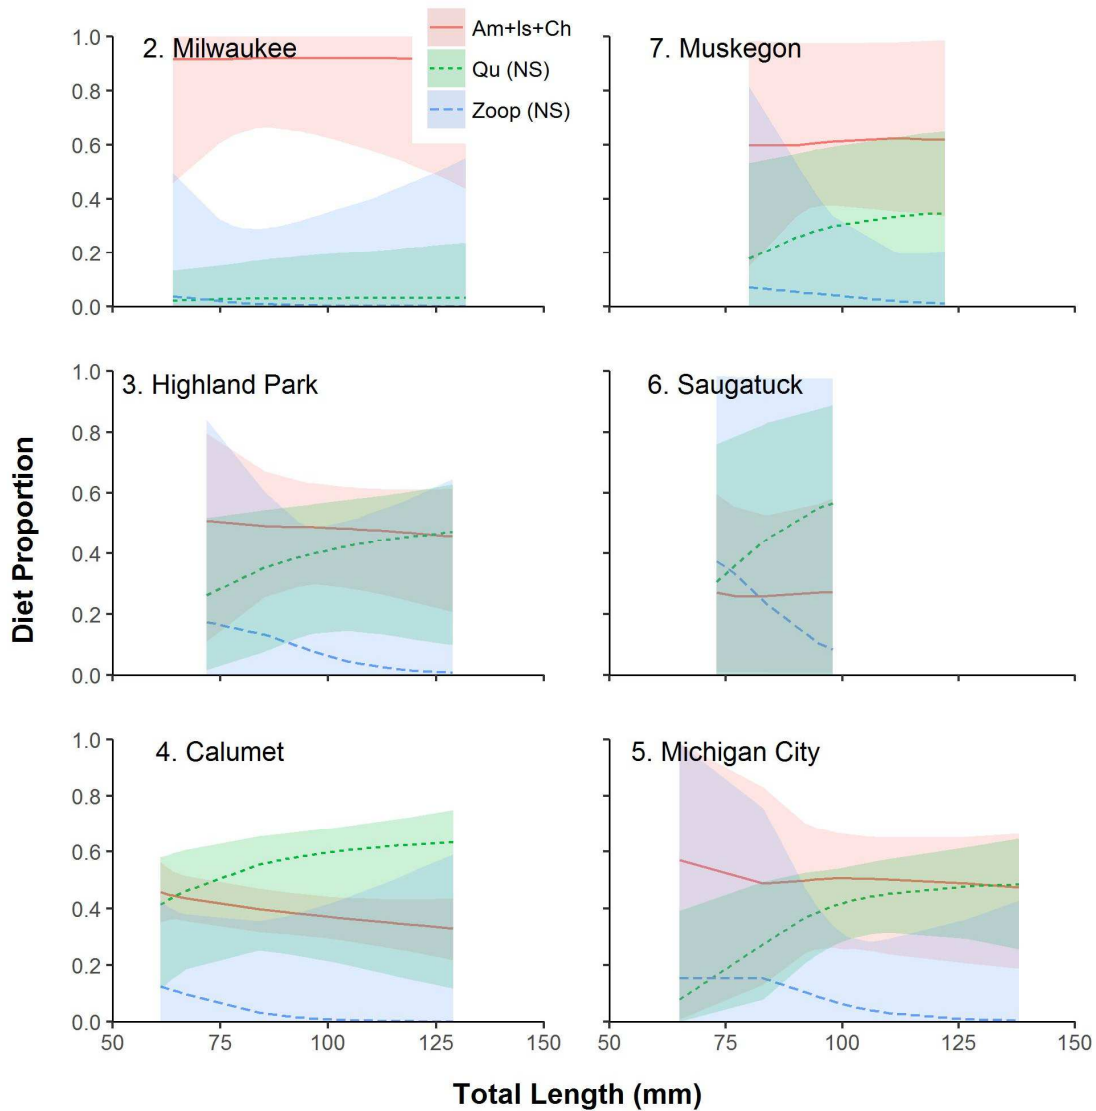 Am+Is+Ch
Qu (NS)
Zoop (NS)
2. Milwaukee
7. Muskegon
1.0
0.8
0.6
0.4
0.2
0.0
3. Highland Park
6. Saugatuck
1.0
0.8
0.6
0.4
0.2
0.0
Diet Proportion
4. Calumet
5. Michigan City
1.0
0.8
0.6
0.4
0.2
0.0
50 75 100 125 150
50 75 100 125 150
Total Length (mm)